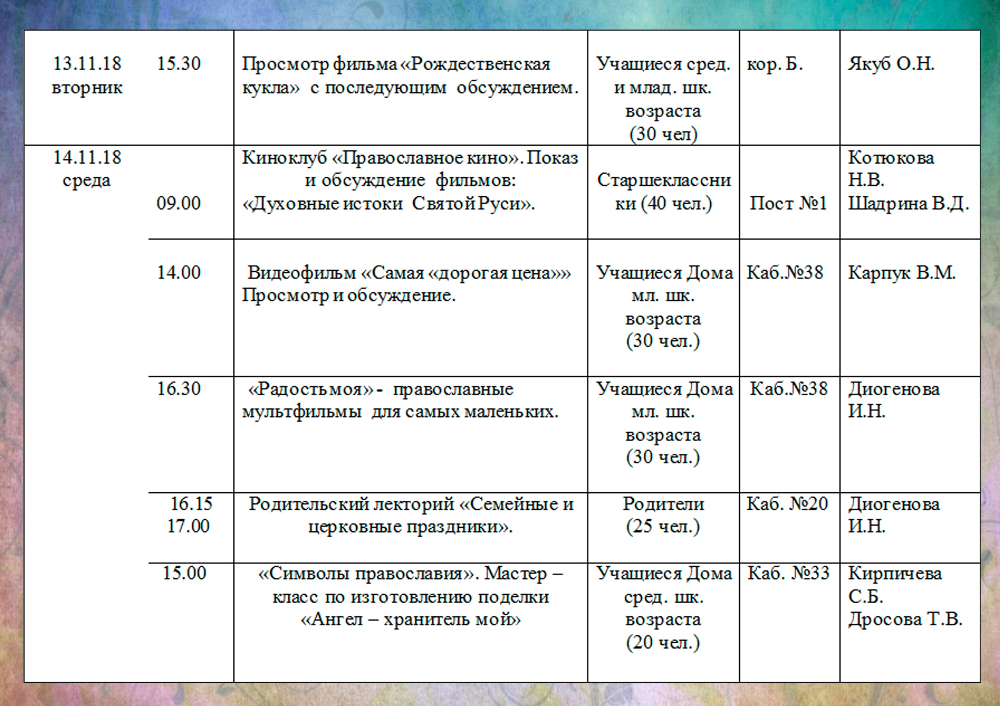 13.11.18
вторник
15.30
Просмотр фильма «Рождественская
кукла» с последующим обсуждением.
Учащиеся сред.
и млад. шк.
возраста
(30 чел)
кор. Б.
Якуб О.Н.
14.11.18
среда
09.00
Киноклуб «Православное кино». Показ
и обсуждение фильмов:
«Духовные истоки Святой Руси».
Старшеклассни
ки (40 чел.)
Пост №1
Котюкова
Н.В.
Шадрина В.Д.
14.00
Видеофильм «Самая «дорогая цена»»
Просмотр и обсуждение.
Учащиеся Дома
мл. шк.
возраста
(30 чел.)
Каб.№38
Карпук В.М.
16.30
«Радость моя» - православные
мультфильмы для самых маленьких.
Учащиеся Дома
мл. шк.
возраста
(30 чел.)
Каб.№38
Диогенова
И.Н.
16.15
17.00
Родительский лекторий «Семейные и
церковные праздники».
Родители
(25 чел.)
Каб. №20
Диогенова
И.Н.
15.00
«Символы православия». Мастер –
класс по изготовлению поделки
«Ангел – хранитель мой»
Учащиеся Дома
сред. шк.
возраста
(20 чел.)
Каб. №33
Кирпичева
С.Б.
Дросова Т.В.